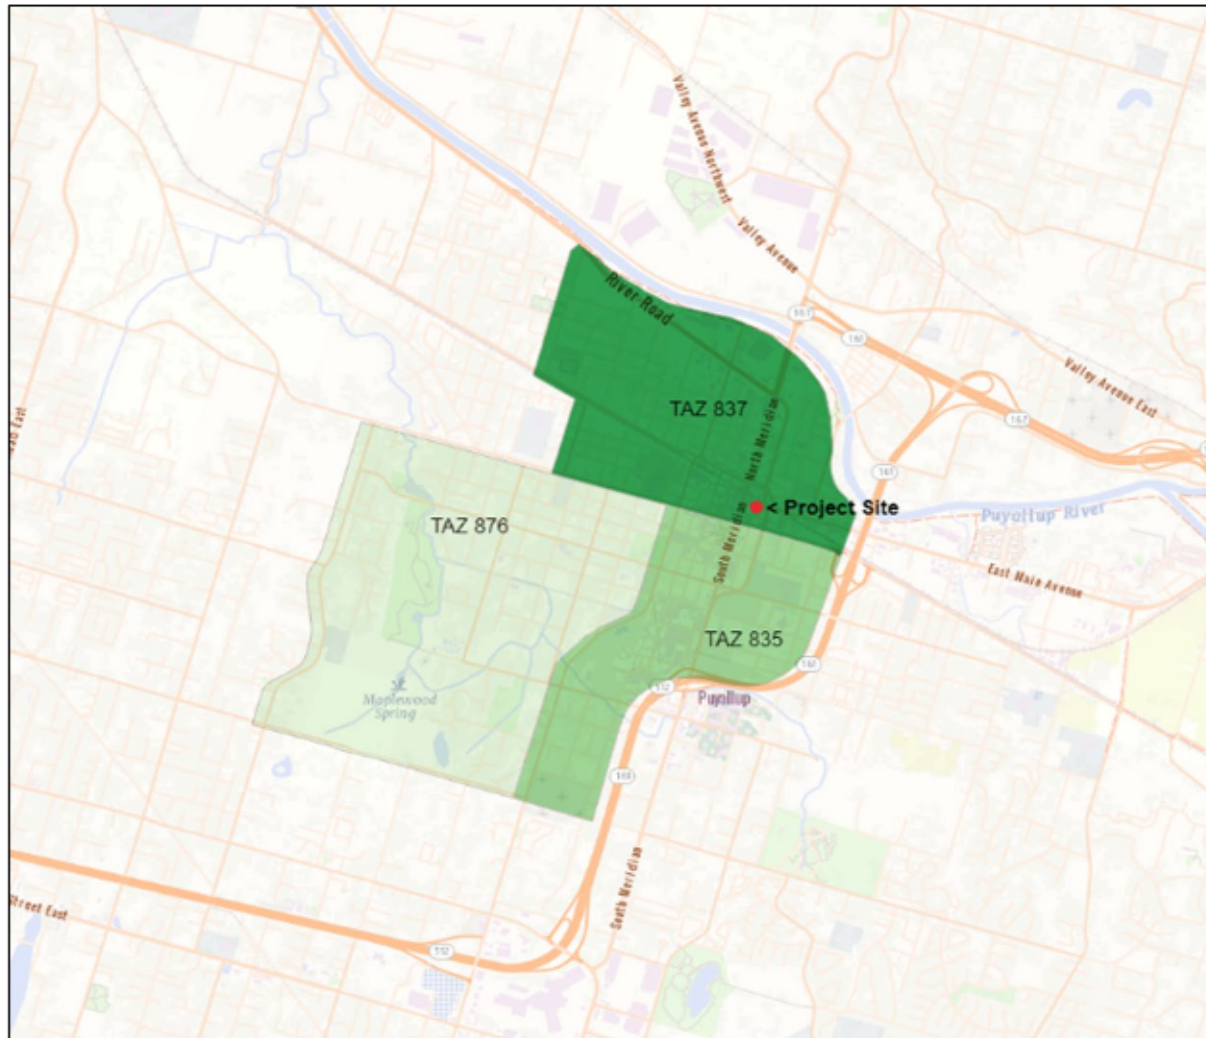 Valley Avenue Northwest
Valley Avenue
River Road
161
161
167
Valley Avenue East
TAZ 837
North Meridian
161
< Project Site
Puyallup River
TAZ 876
South Meridian
East Main Avenue
TAZ 835
512
Puyallup
Maplewood
Spring
South Meridian
Street East
512